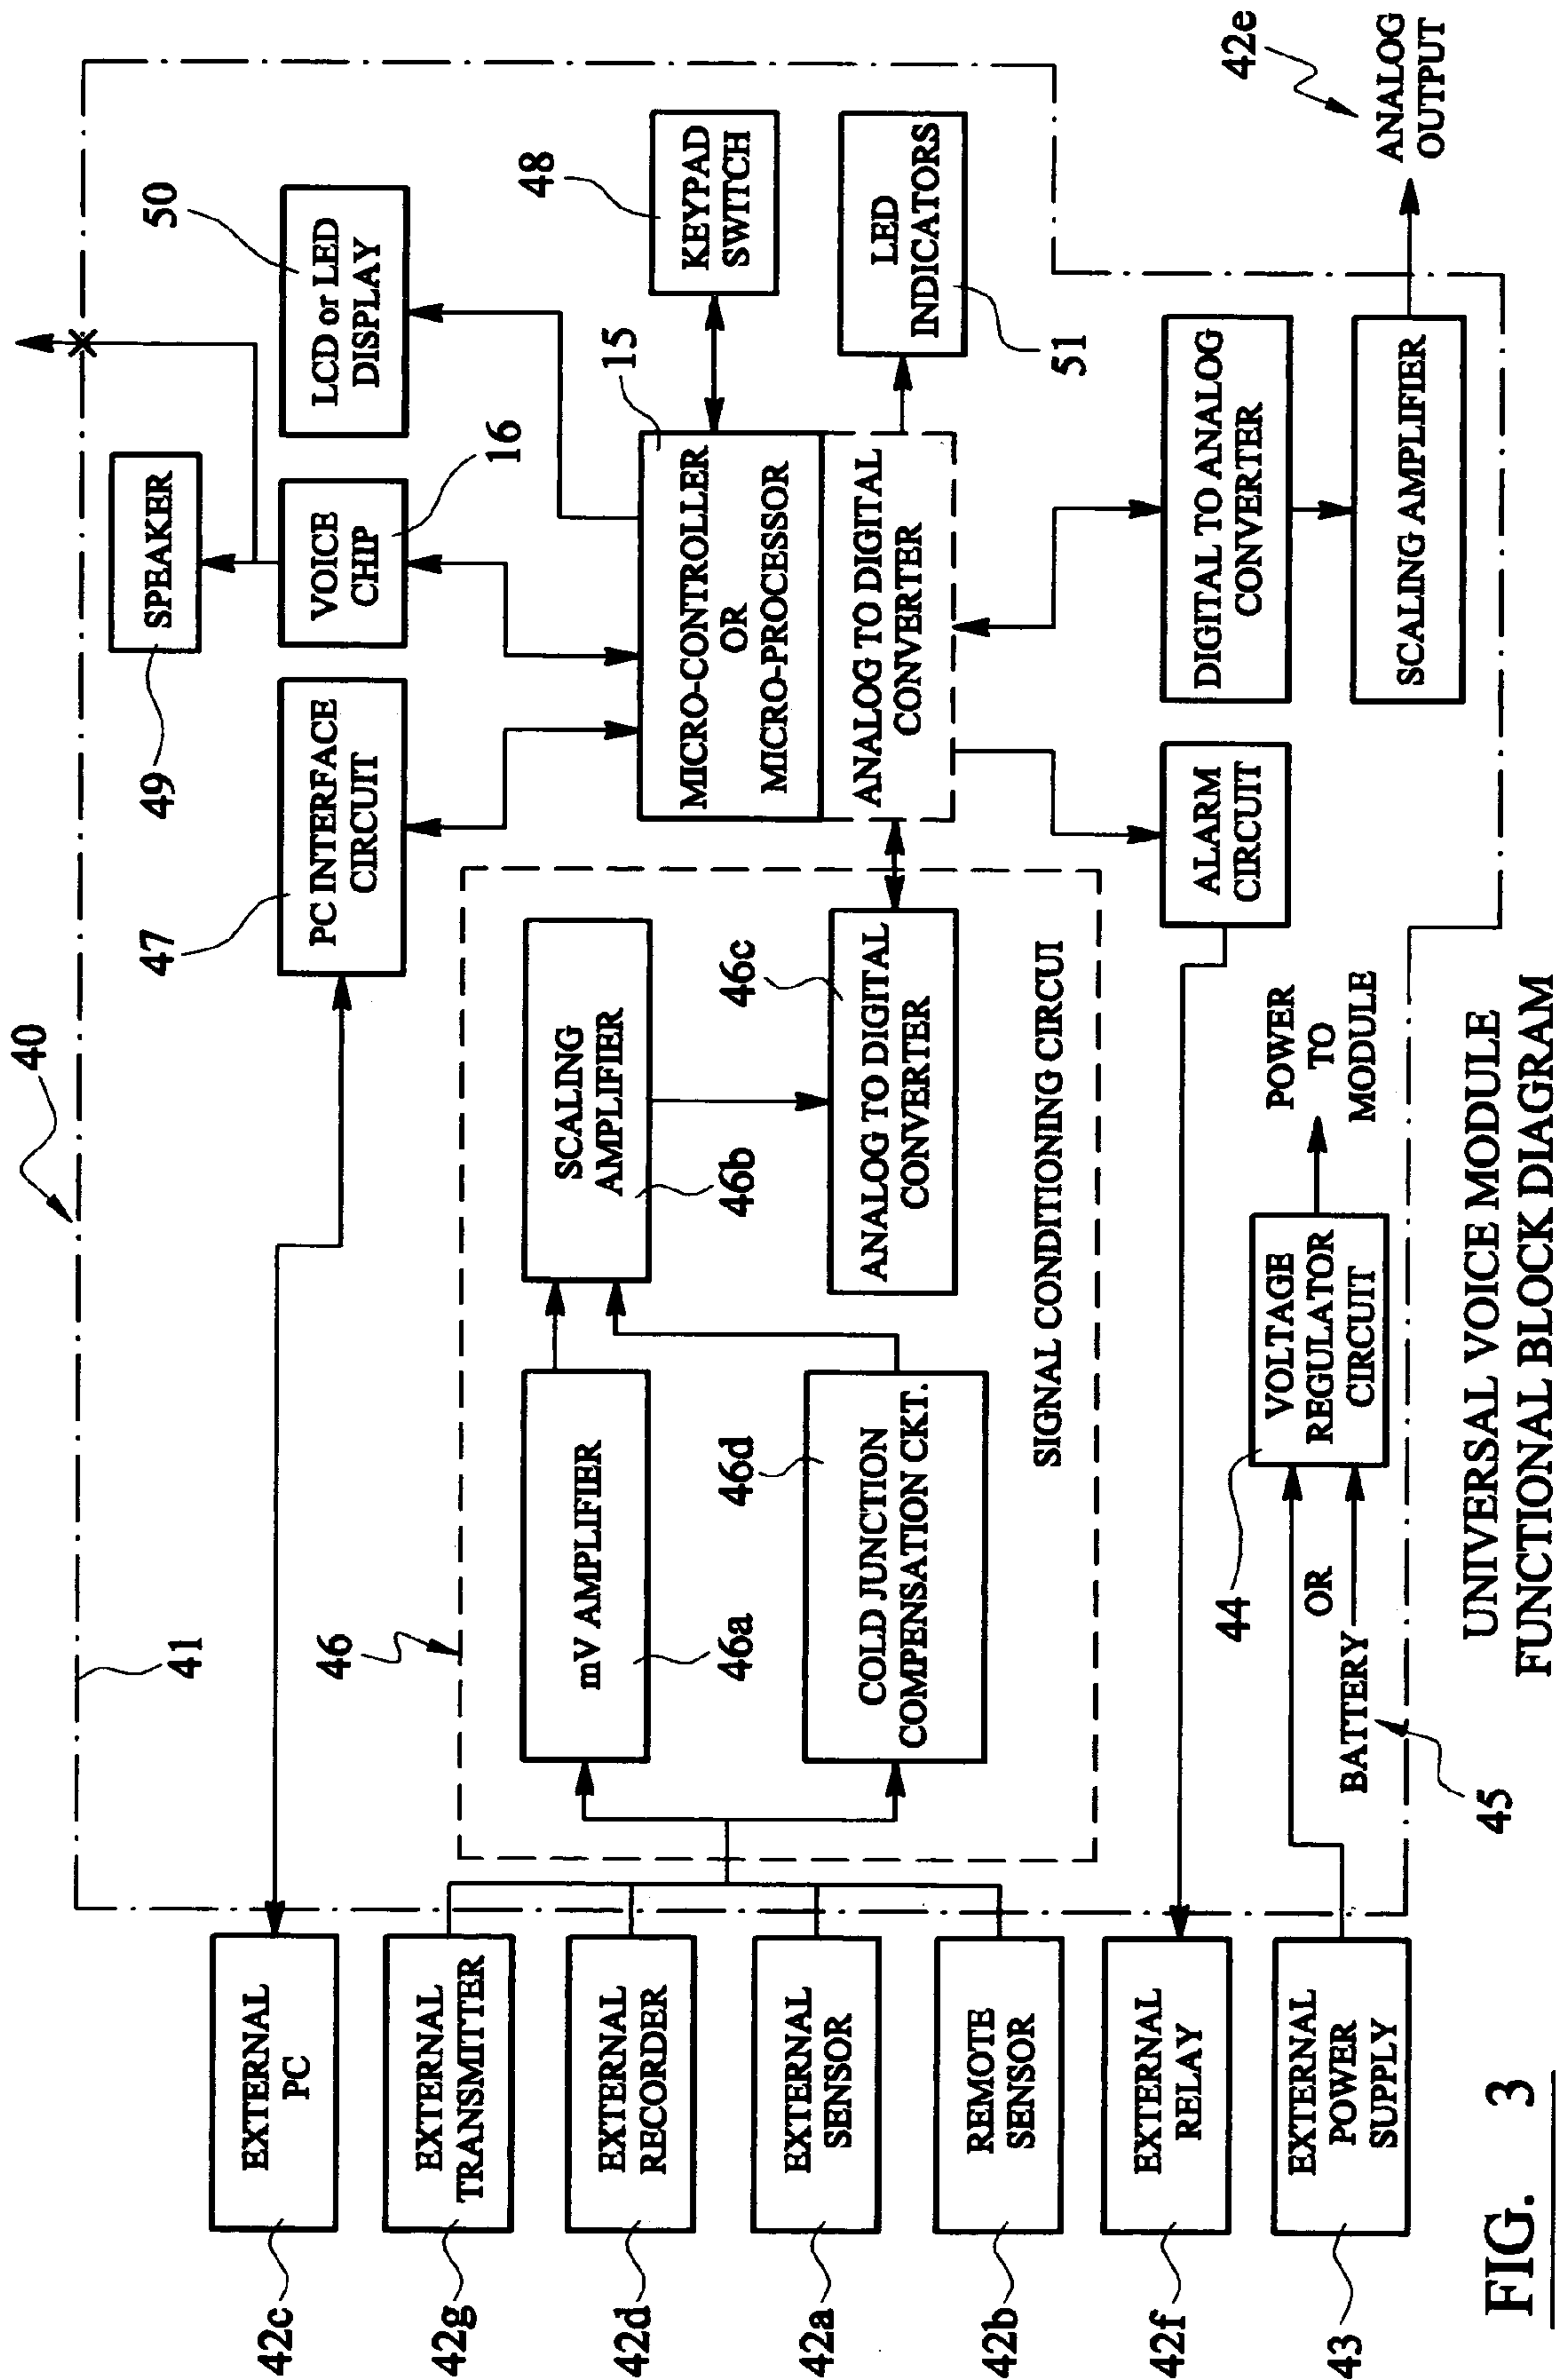 40
41
42c
EXTERNAL
PC
42g
EXTERNAL
TRANSMITTER
42d
EXTERNAL
RECORDER
42a
EXTERNAL
SENSOR
42b
REMOTE
SENSOR
42f
EXTERNAL
RELAY
43
EXTERNAL
POWER
SUPPLY
46
mV AMPLIFIER
46a
46d
COLD JUNCTION
COMPENSATION CKT.
SCALING
AMPLIFIER
46b
46c
ANALOG TO DIGITAL
CONVERTER
SIGNAL CONDITIONING CIRCUI
44
OR
BATTERY
45
VOLTAGE
REGULATOR
CIRCUIT
POWER
TO
MODULE
47
PC INTERFACE
CIRCUIT
49
SPEAKER
VOICE
CHIP
16
50
LCD or LED
DISPLAY
15
MICRO-CONTROLLER
OR
MICRO-PROCESSOR
ANALOG TO DIGITAL
CONVERTER
48
KEYPAD
SWITCH
LED
INDICATORS
51
ALARM
CIRCUIT
DIGITAL TO ANALOG
CONVERTER
SCALING AMPLIFIER
42e
ANALOG
OUTPUT
UNIVERSAL VOICE MODULE
FUNCTIONAL BLOCK DIAGRAM
FIG. 3